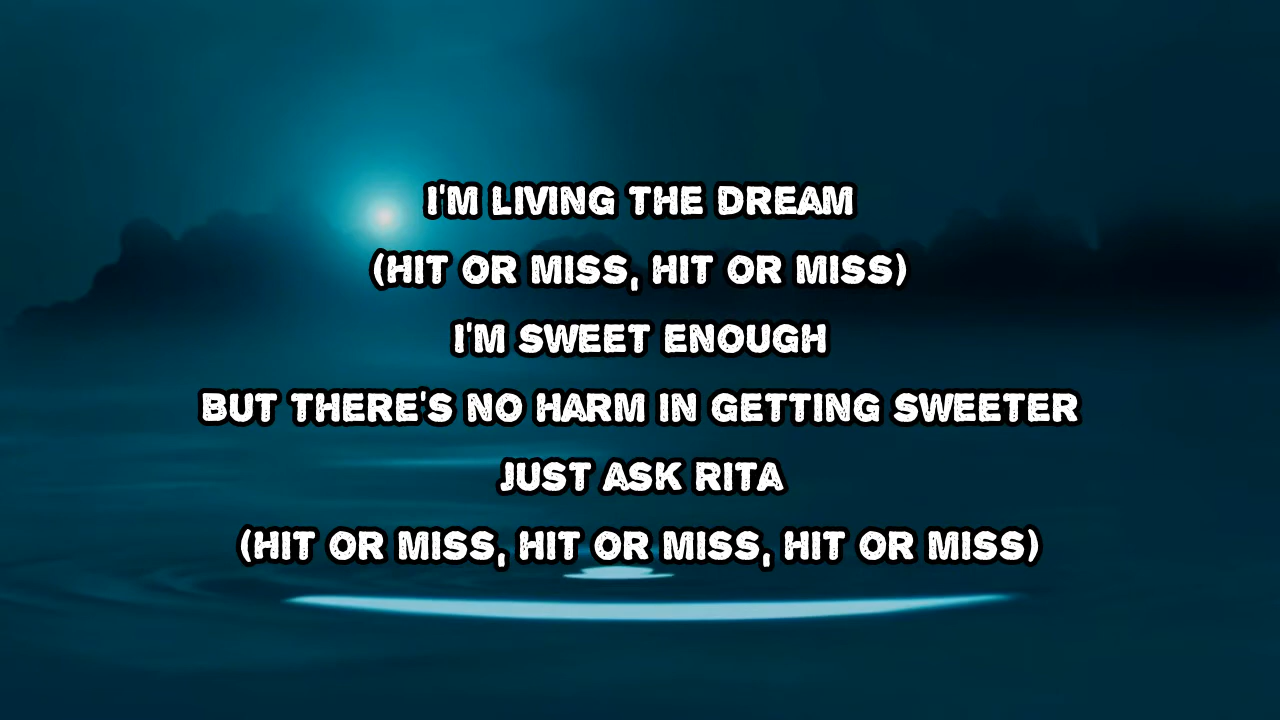 I'M LIVING THE DREAM
(HIT OR MISS, HIT OR MISS)
I'M SWEET ENOUGH
BUT THERE'S NO HARM IN GETTING SWEETER
JUST ASK RITA
(HIT OR MISS, HIT OR MISS, HIT OR MISS)